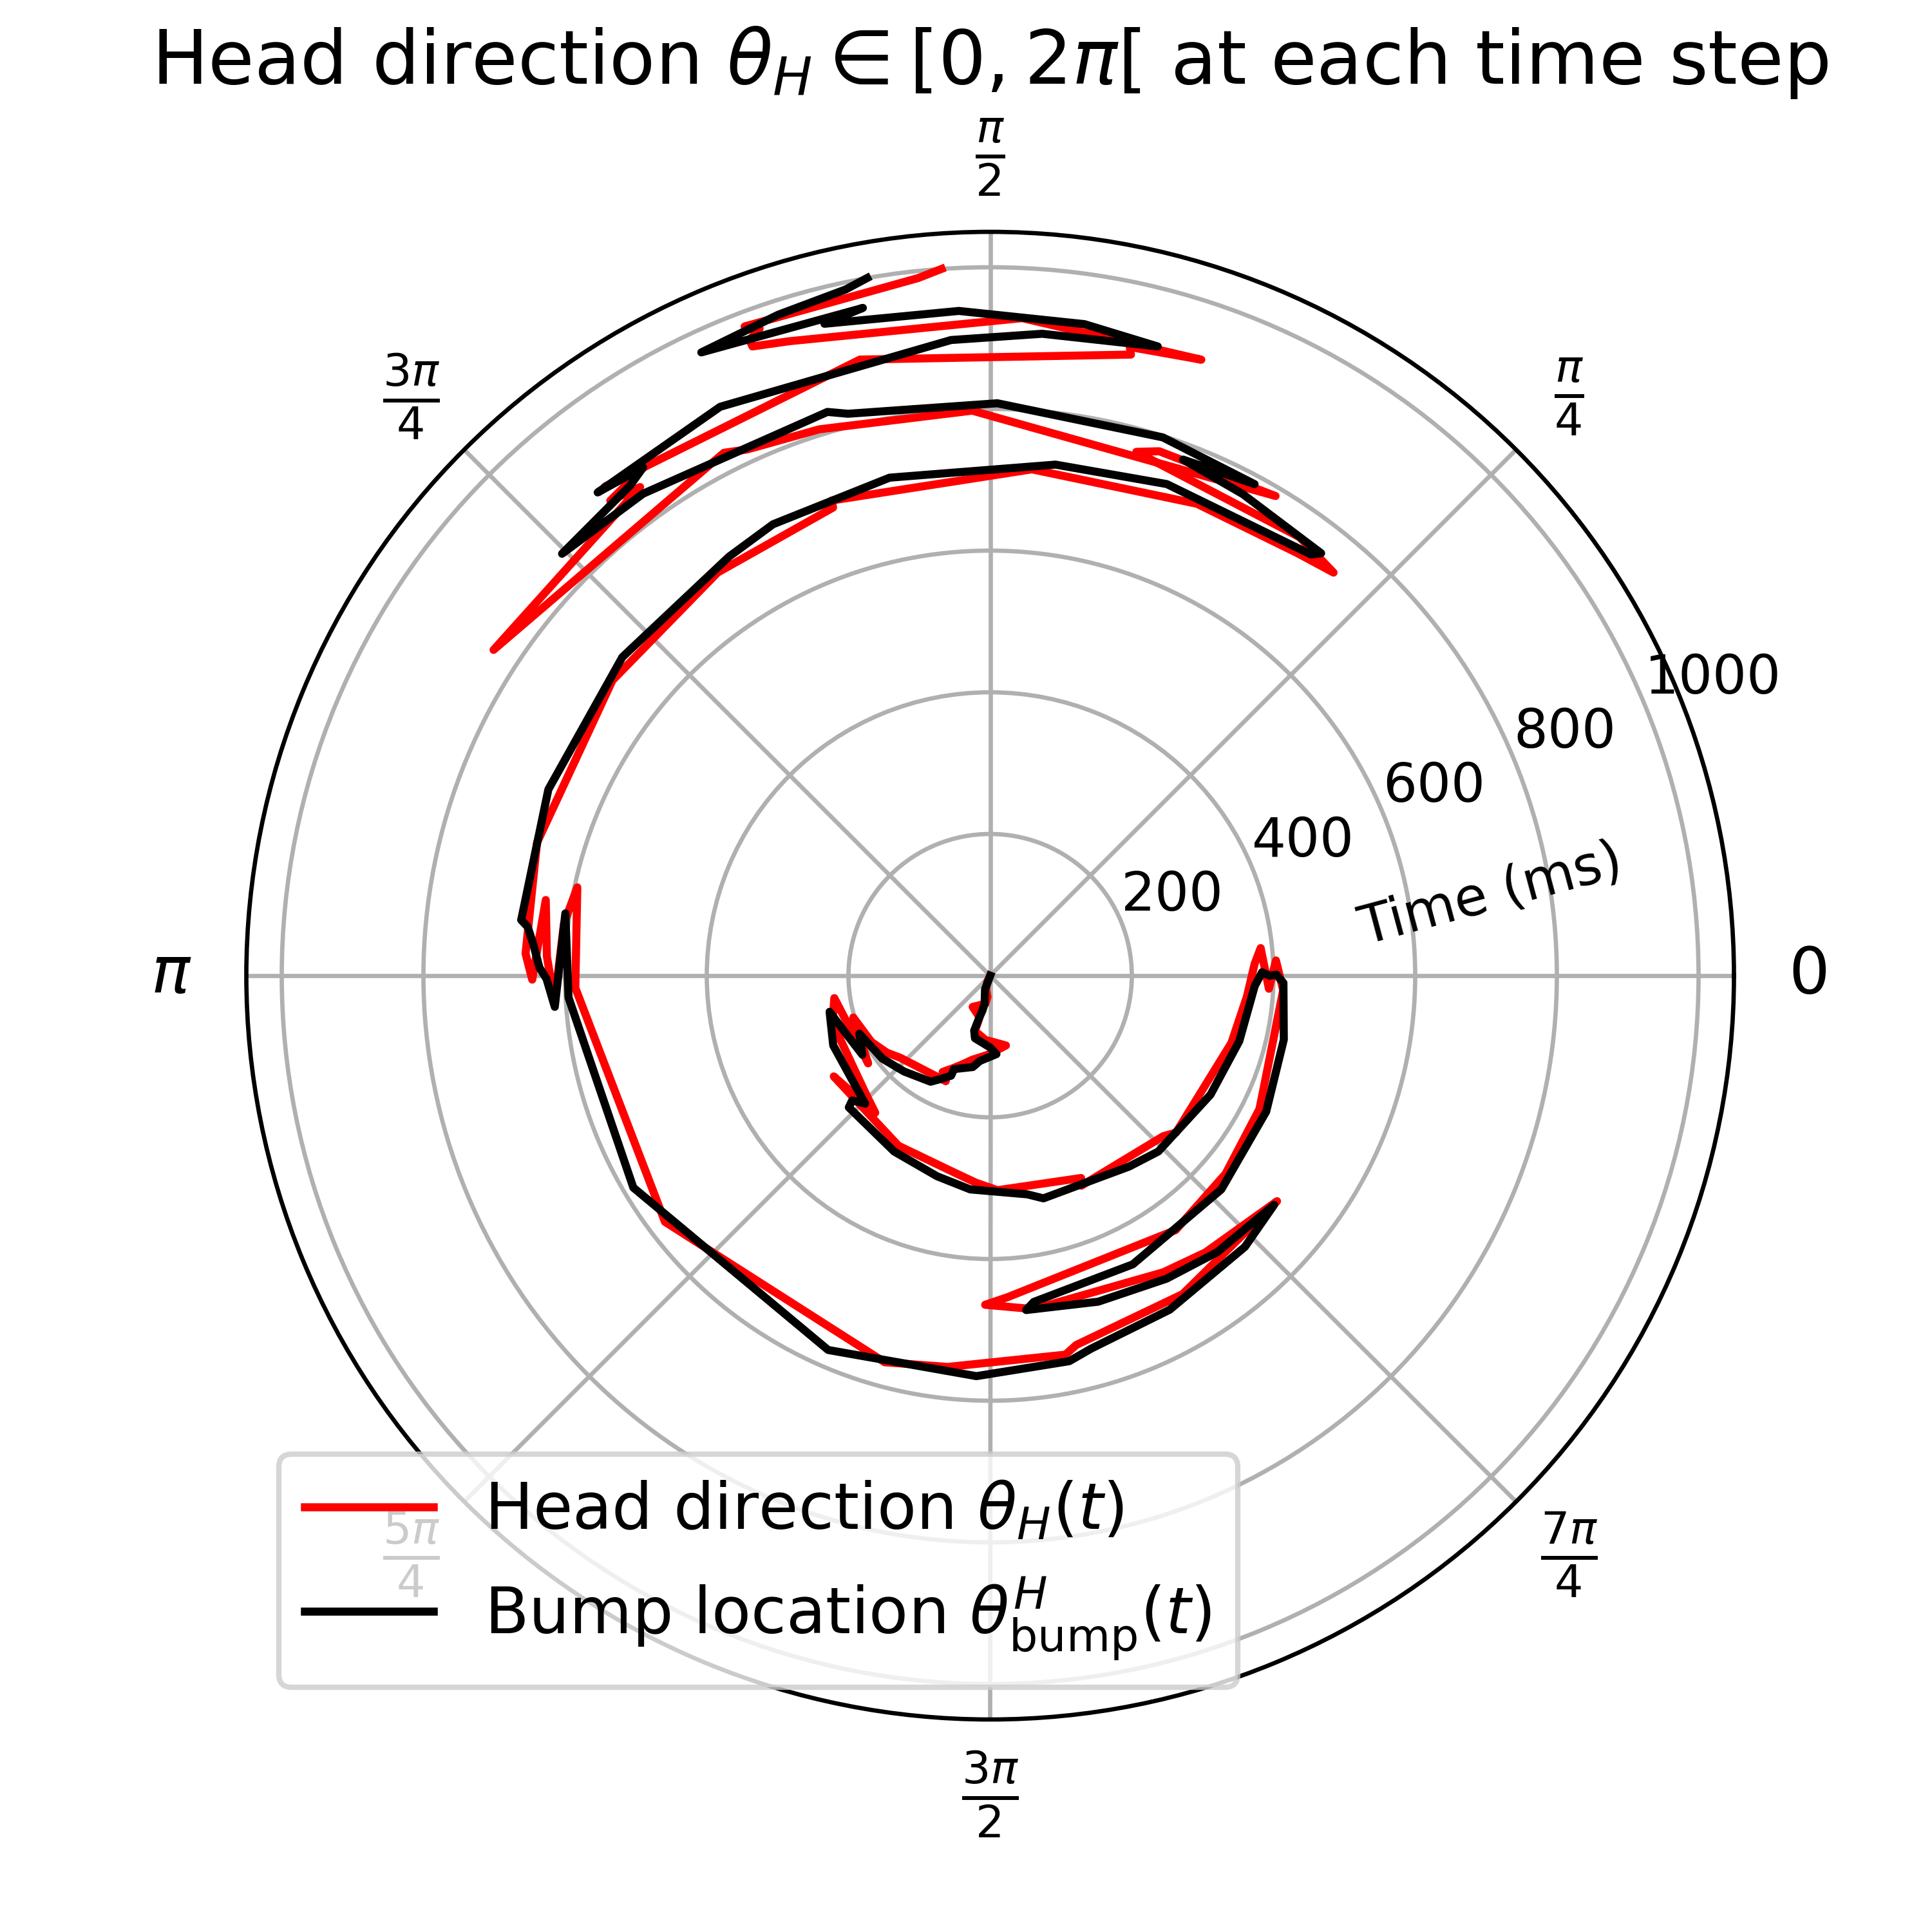 Head direction θ_H ∈ [0, 2π[ at each time step
π/2
3π/4
π/4
1000
800
600
400
200
Time (ms)
π
0
Head direction θ_H(t)
5π/4
7π/4
Bump location θ^H_bump(t)
3π/2